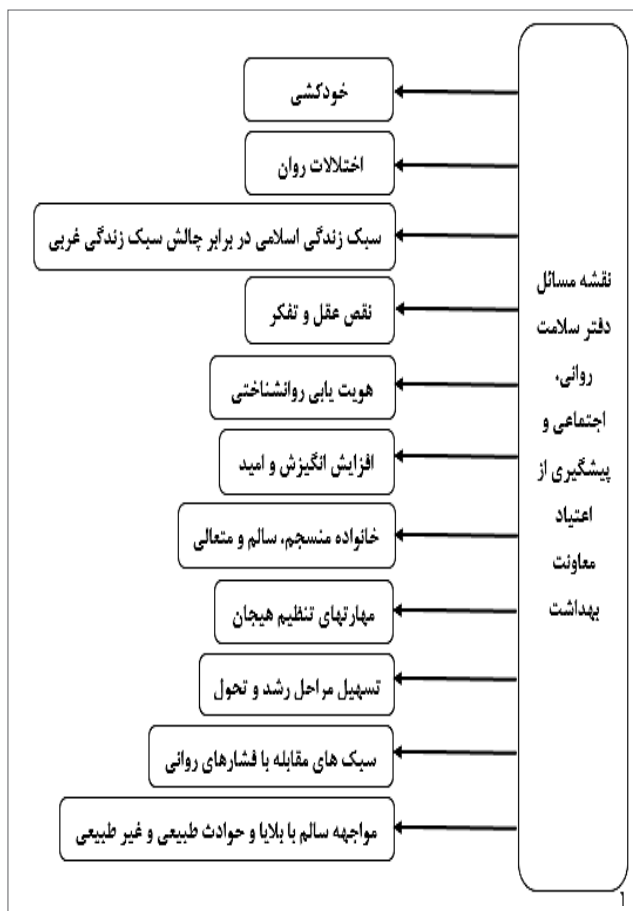 نقشه مسائل
دفتر سلامت
روانی،
اجتماعی و
پیشگیری از
اعتیاد
معاونت
بهداشت
خودکشی
اختلالات روان
سبک زندگی اسلامی در برابر چالش سبک زندگی غربی
نقص عقل و تفکر
هویت یابی روانشناختی
افزایش انگیزش و امید
خانواده منسجم، سالم و متعالی
مهارتهای تنظیم هیجان
تسهیل مراحل رشد و تحول
سبک های مقابله با فشارهای روانی
مواجهه سالم با بلایا و حوادث طبیعی و غیر طبیعی
1